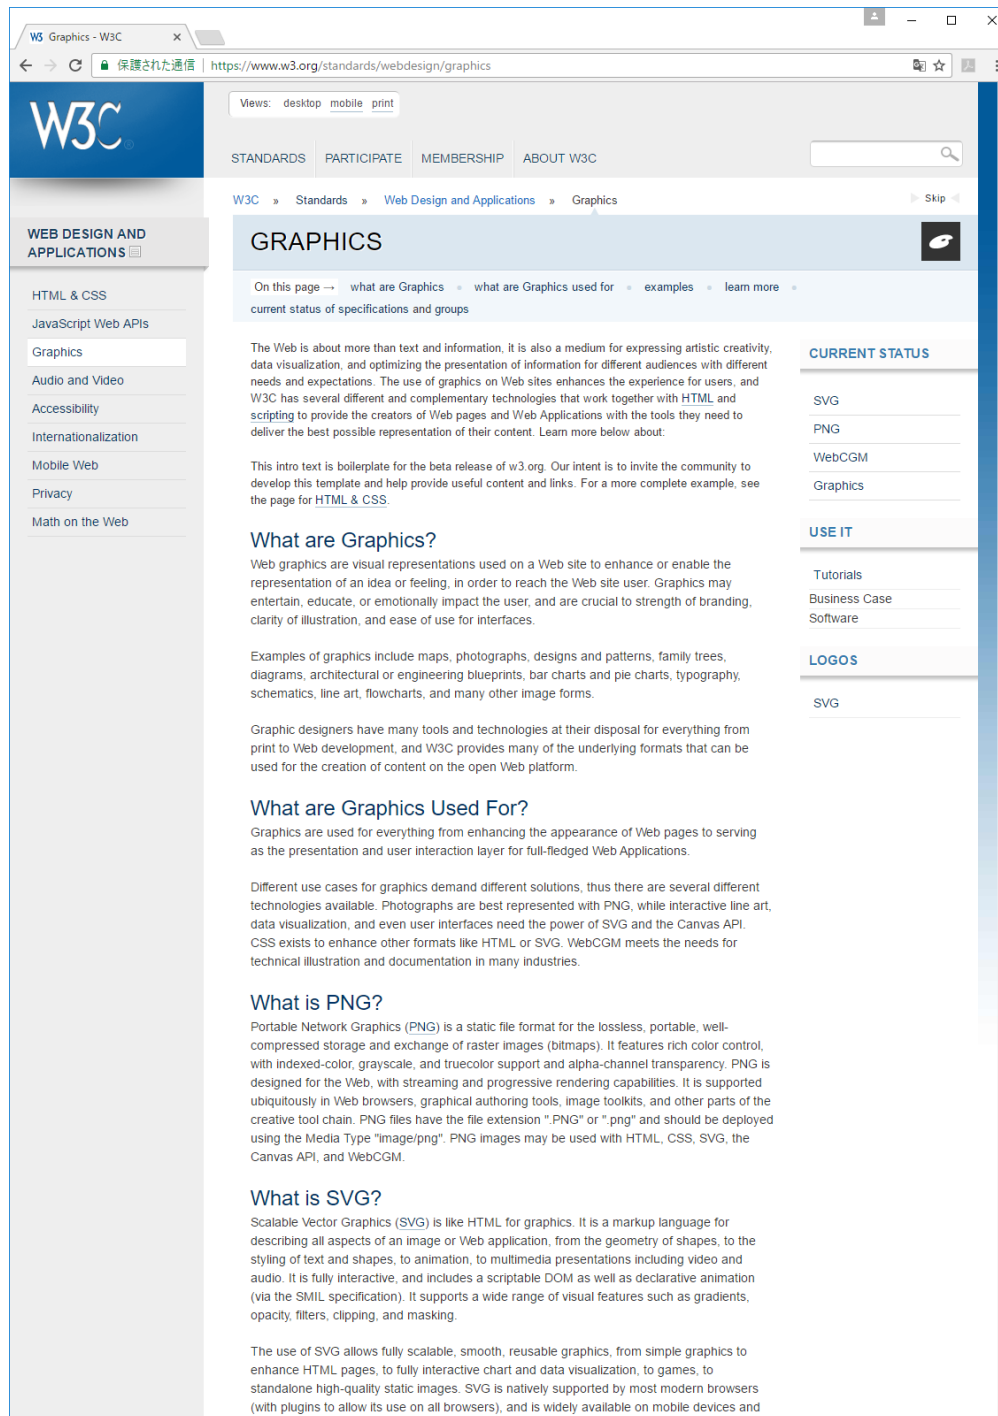 W3 Graphics - W3C
保護された通信 https://www.w3.org/standards/webdesign/graphics
W3C®
Views: desktop mobile print
STANDARDS PARTICIPATE MEMBERSHIP ABOUT W3C
W3C » Standards » Web Design and Applications » Graphics
Skip
WEB DESIGN AND
APPLICATIONS
HTML & CSS
JavaScript Web APIs
Graphics
Audio and Video
Accessibility
Internationalization
Mobile Web
Privacy
Math on the Web
GRAPHICS
On this page → what are Graphics • what are Graphics used for • examples • learn more •
current status of specifications and groups
The Web is about more than text and information, it is also a medium for expressing artistic creativity,
data visualization, and optimizing the presentation of information for different audiences with different
needs and expectations. The use of graphics on Web sites enhances the experience for users, and
W3C has several different and complementary technologies that work together with HTML and
scripting to provide the creators of Web pages and Web Applications with the tools they need to
deliver the best possible representation of their content. Learn more below about:
This intro text is boilerplate for the beta release of w3.org. Our intent is to invite the community to
develop this template and help provide useful content and links. For a more complete example, see
the page for HTML & CSS.
What are Graphics?
Web graphics are visual representations used on a Web site to enhance or enable the
representation of an idea or feeling, in order to reach the Web site user. Graphics may
entertain, educate, or emotionally impact the user, and are crucial to strength of branding,
clarity of illustration, and ease of use for interfaces.
Examples of graphics include maps, photographs, designs and patterns, family trees,
diagrams, architectural or engineering blueprints, bar charts and pie charts, typography,
schematics, line art, flowcharts, and many other image forms.
Graphic designers have many tools and technologies at their disposal for everything from
print to Web development, and W3C provides many of the underlying formats that can be
used for the creation of content on the open Web platform.
What are Graphics Used For?
Graphics are used for everything from enhancing the appearance of Web pages to serving
as the presentation and user interaction layer for full-fledged Web Applications.
Different use cases for graphics demand different solutions, thus there are several different
technologies available. Photographs are best represented with PNG, while interactive line art,
data visualization, and even user interfaces need the power of SVG and the Canvas API.
CSS exists to enhance other formats like HTML or SVG. WebCGM meets the needs for
technical illustration and documentation in many industries.
What is PNG?
Portable Network Graphics (PNG) is a static file format for the lossless, portable, well-
compressed storage and exchange of raster images (bitmaps). It features rich color control,
with indexed-color, grayscale, and truecolor support and alpha-channel transparency. PNG is
designed for the Web, with streaming and progressive rendering capabilities. It is supported
ubiquitously in Web browsers, graphical authoring tools, image toolkits, and other parts of the
creative tool chain. PNG files have the file extension ".PNG" or ".png" and should be deployed
using the Media Type "image/png". PNG images may be used with HTML, CSS, SVG, the
Canvas API, and WebCGM.
What is SVG?
Scalable Vector Graphics (SVG) is like HTML for graphics. It is a markup language for
describing all aspects of an image or Web application, from the geometry of shapes, to the
styling of text and shapes, to animation, to multimedia presentations including video and
audio. It is fully interactive, and includes a scriptable DOM as well as declarative animation
(via the SMIL specification). It supports a wide range of visual features such as gradients,
opacity, filters, clipping, and masking.
The use of SVG allows fully scalable, smooth, reusable graphics, from simple graphics to
enhance HTML pages, to fully interactive chart and data visualization, to games, to
standalone high-quality static images. SVG is natively supported by most modern browsers
(with plugins to allow its use on all browsers), and is widely available on mobile devices and
CURRENT STATUS
SVG
PNG
WebCGM
Graphics
USE IT
Tutorials
Business Case
Software
LOGOS
SVG